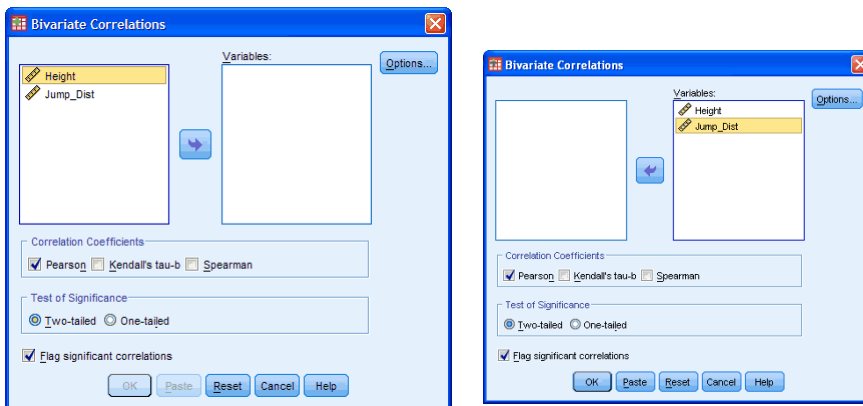 Bivariate Correlations
Variables:
Options...
Height
Jump_Dist
Correlation Coefficients
Pearson Kendall's tau-b Spearman
Test of Significance
Two-tailed One-tailed
Flag significant correlations
OK Paste Reset Cancel Help
Bivariate Correlations
Variables:
Options...
Height
Jump_Dist
Correlation Coefficients
Pearson Kendall's tau-b Spearman
Test of Significance
Two-tailed One-tailed
Flag significant correlations
OK Paste Reset Cancel Help